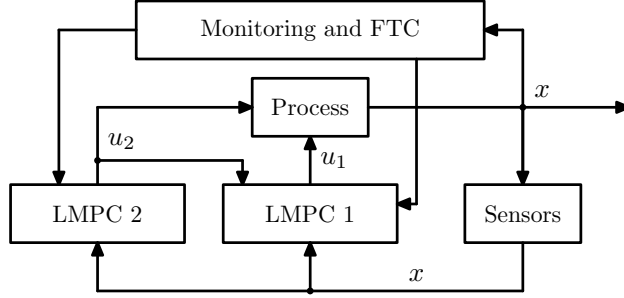 Monitoring and FTC
x
Process
u₂
u₁
LMPC 2
LMPC 1
Sensors
x